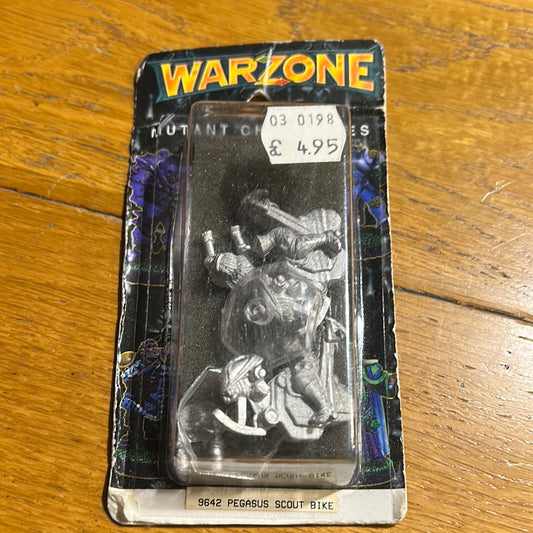 WARZONE
03 0198
£ 4.95
MUTANT CH ES
9642 PEGASUS SCOUT BIKE